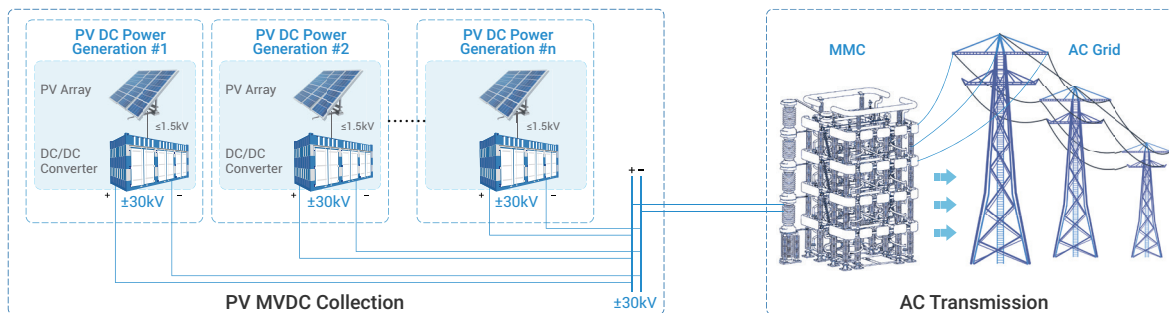 PV DC Power
Generation #1
PV Array
≤1.5kV
DC/DC
Converter
+
−
±30kV
PV DC Power
Generation #2
PV Array
≤1.5kV
DC/DC
Converter
+
−
±30kV
PV DC Power
Generation #n
≤1.5kV
+
−
±30kV
+ −
±30kV
PV MVDC Collection
MMC
AC Grid
AC Transmission